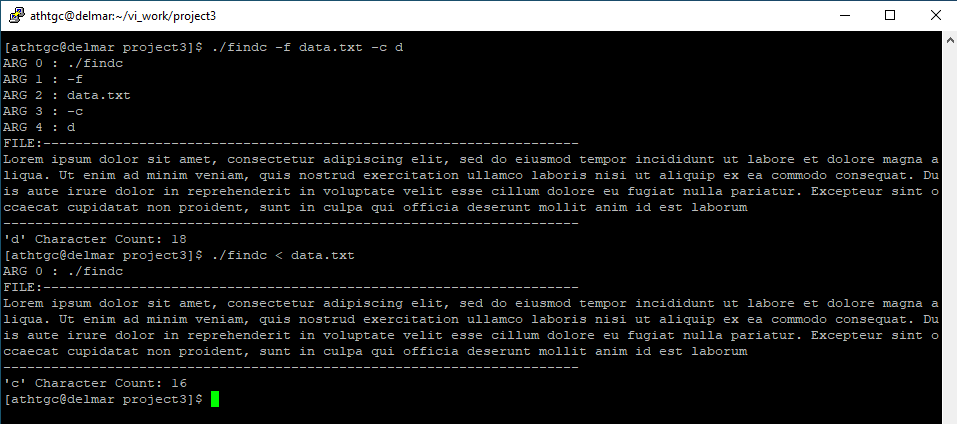 athtgc@delmar:~/vi_work/project3
[athtgc@delmar project3]$ ./findc -f data.txt -c d
ARG 0 : ./findc
ARG 1 : -f
ARG 2 : data.txt
ARG 3 : -c
ARG 4 : d
FILE:-------------------------------------------------------------------
Lorem ipsum dolor sit amet, consectetur adipiscing elit, sed do eiusmod tempor incididunt ut labore et dolore magna a
liqua. Ut enim ad minim veniam, quis nostrud exercitation ullamco laboris nisi ut aliquip ex ea commodo consequat. Du
is aute irure dolor in reprehenderit in voluptate velit esse cillum dolore eu fugiat nulla pariatur. Excepteur sint o
ccaecat cupidatat non proident, sunt in culpa qui officia deserunt mollit anim id est laborum
------------------------------------------------------------------------
'd' Character Count: 18
[athtgc@delmar project3]$ ./findc < data.txt
ARG 0 : ./findc
FILE:-------------------------------------------------------------------
Lorem ipsum dolor sit amet, consectetur adipiscing elit, sed do eiusmod tempor incididunt ut labore et dolore magna a
liqua. Ut enim ad minim veniam, quis nostrud exercitation ullamco laboris nisi ut aliquip ex ea commodo consequat. Du
is aute irure dolor in reprehenderit in voluptate velit esse cillum dolore eu fugiat nulla pariatur. Excepteur sint o
ccaecat cupidatat non proident, sunt in culpa qui officia deserunt mollit anim id est laborum
------------------------------------------------------------------------
'c' Character Count: 16
[athtgc@delmar project3]$